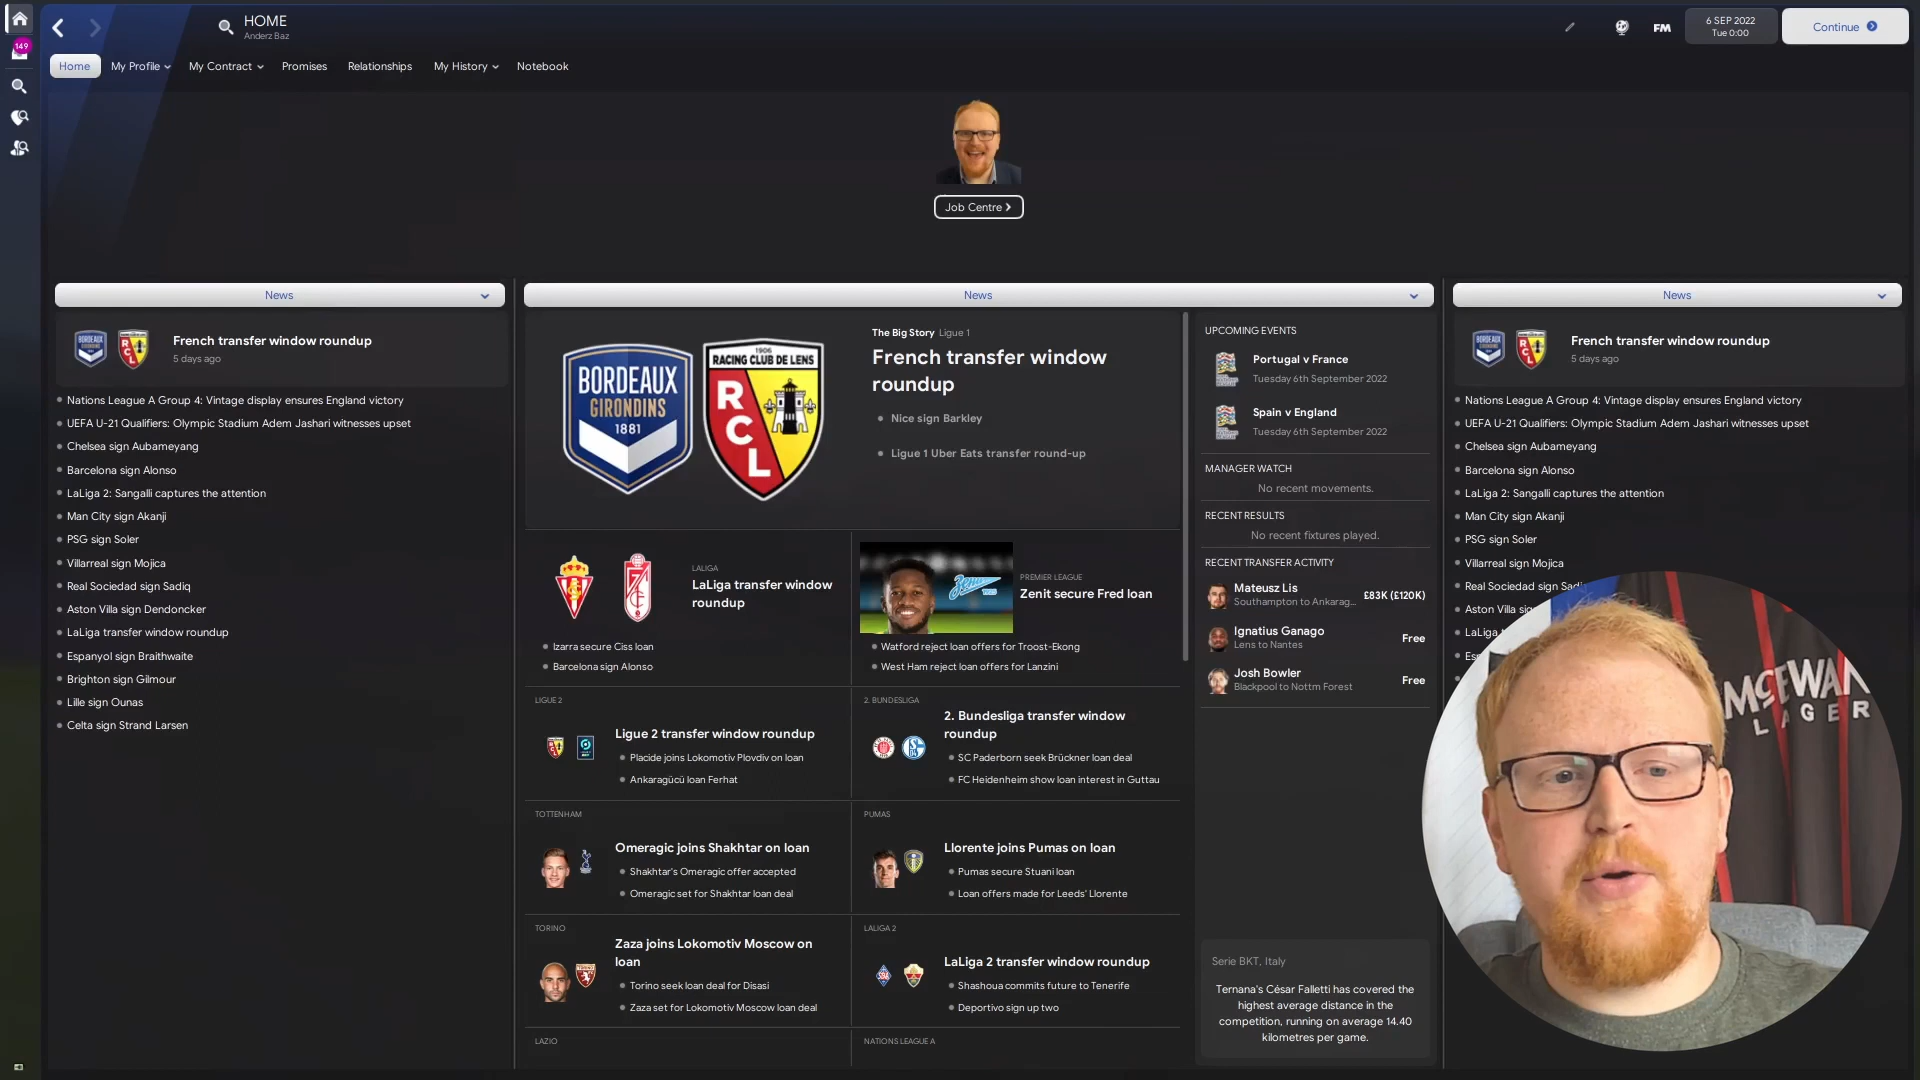 149
HOME
Anderz Baz
FM
6 SEP 2022
Tue 0:00
Continue
Home
My Profile
My Contract
Promises
Relationships
My History
Notebook
Job Centre
News
French transfer window roundup
5 days ago
Nations League A Group 4: Vintage display ensures England victory
UEFA U-21 Qualifiers: Olympic Stadium Adem Jashari witnesses upset
Chelsea sign Aubameyang
Barcelona sign Alonso
LaLiga 2: Sangalli captures the attention
Man City sign Akanji
PSG sign Soler
Villarreal sign Mojica
Real Sociedad sign Sadiq
Aston Villa sign Dendoncker
LaLiga transfer window roundup
Espanyol sign Braithwaite
Brighton sign Gilmour
Lille sign Ounas
Celta sign Strand Larsen
News
BORDEAUX
GIRONDINS
1881
1906
RACING CLUB DE LENS
R
C
L
The Big Story Ligue 1
French transfer window
roundup
Nice sign Barkley
Ligue 1 Uber Eats transfer round-up
LALIGA
LaLiga transfer window
roundup
Izarra secure Ciss loan
Barcelona sign Alonso
PREMIER LEAGUE
Zenit secure Fred loan
Watford reject loan offers for Troost-Ekong
West Ham reject loan offers for Lanzini
LIGUE 2
Ligue 2 transfer window roundup
Placide joins Lokomotiv Plovdiv on loan
Ankaragücü loan Ferhat
2. BUNDESLIGA
2. Bundesliga transfer window
roundup
SC Paderborn seek Brückner loan deal
FC Heidenheim show loan interest in Guttau
TOTTENHAM
Omeragic joins Shakhtar on loan
Shakhtar's Omeragic offer accepted
Omeragic set for Shakhtar loan deal
PUMAS
Llorente joins Pumas on loan
Pumas secure Stuani loan
Loan offers made for Leeds' Llorente
TORINO
Zaza joins Lokomotiv Moscow on
loan
Torino seek loan deal for Disasi
Zaza set for Lokomotiv Moscow loan deal
LALIGA 2
LaLiga 2 transfer window roundup
Shashoua commits future to Tenerife
Deportivo sign up two
LAZIO
NATIONS LEAGUE A
UPCOMING EVENTS
Portugal v France
Tuesday 6th September 2022
Spain v England
Tuesday 6th September 2022
MANAGER WATCH
No recent movements.
RECENT RESULTS
No recent fixtures played.
RECENT TRANSFER ACTIVITY
Mateusz Lis
Southampton to Ankarag...
£83K (£120K)
Ignatius Ganago
Lens to Nantes
Free
Josh Bowler
Blackpool to Nottm Forest
Free
Serie BKT, Italy
Ternana's César Falletti has covered the
highest average distance in the
competition, running on average 14.40
kilometres per game.
News
French transfer window roundup
5 days ago
Nations League A Group 4: Vintage display ensures England victory
UEFA U-21 Qualifiers: Olympic Stadium Adem Jashari witnesses upset
Chelsea sign Aubameyang
Barcelona sign Alonso
LaLiga 2: Sangalli captures the attention
Man City sign Akanji
PSG sign Soler
Villarreal sign Mojica
Real Sociedad sign
Aston Villa
LaLiga
McEWAN
LAGER